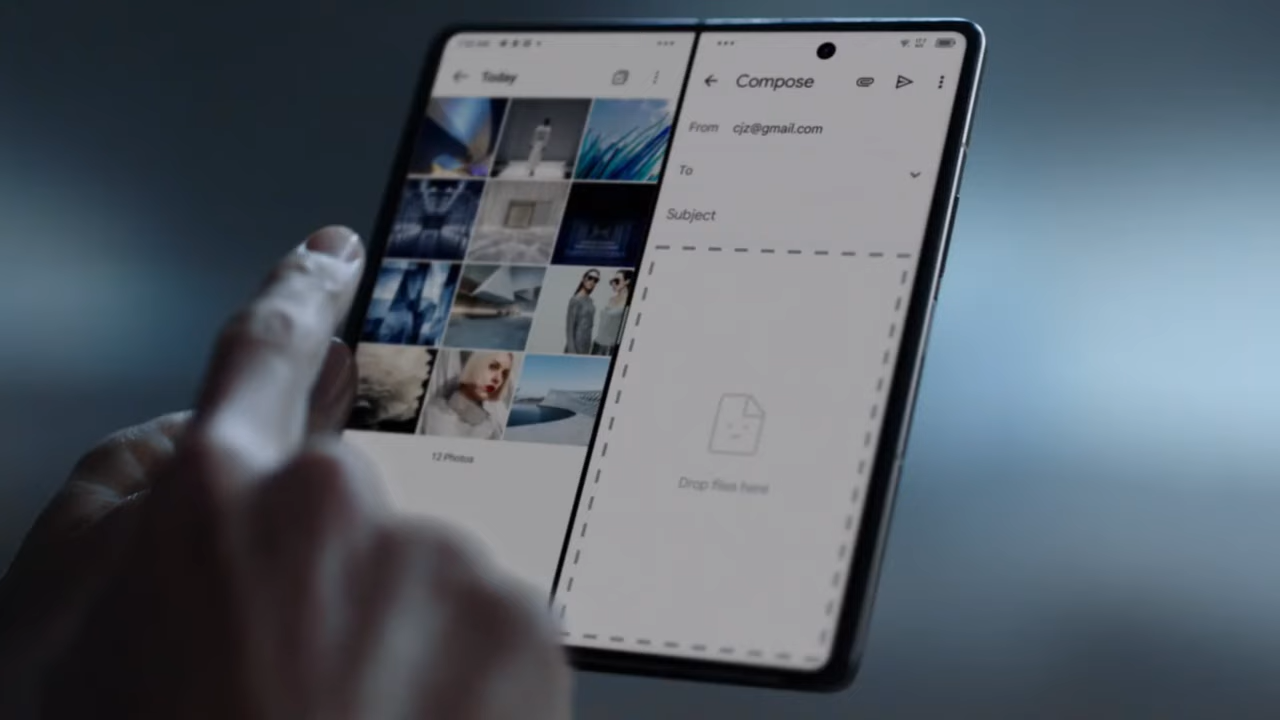 Today
12 Photos
Compose
From cjz@gmail.com
To
Subject
Drop files here